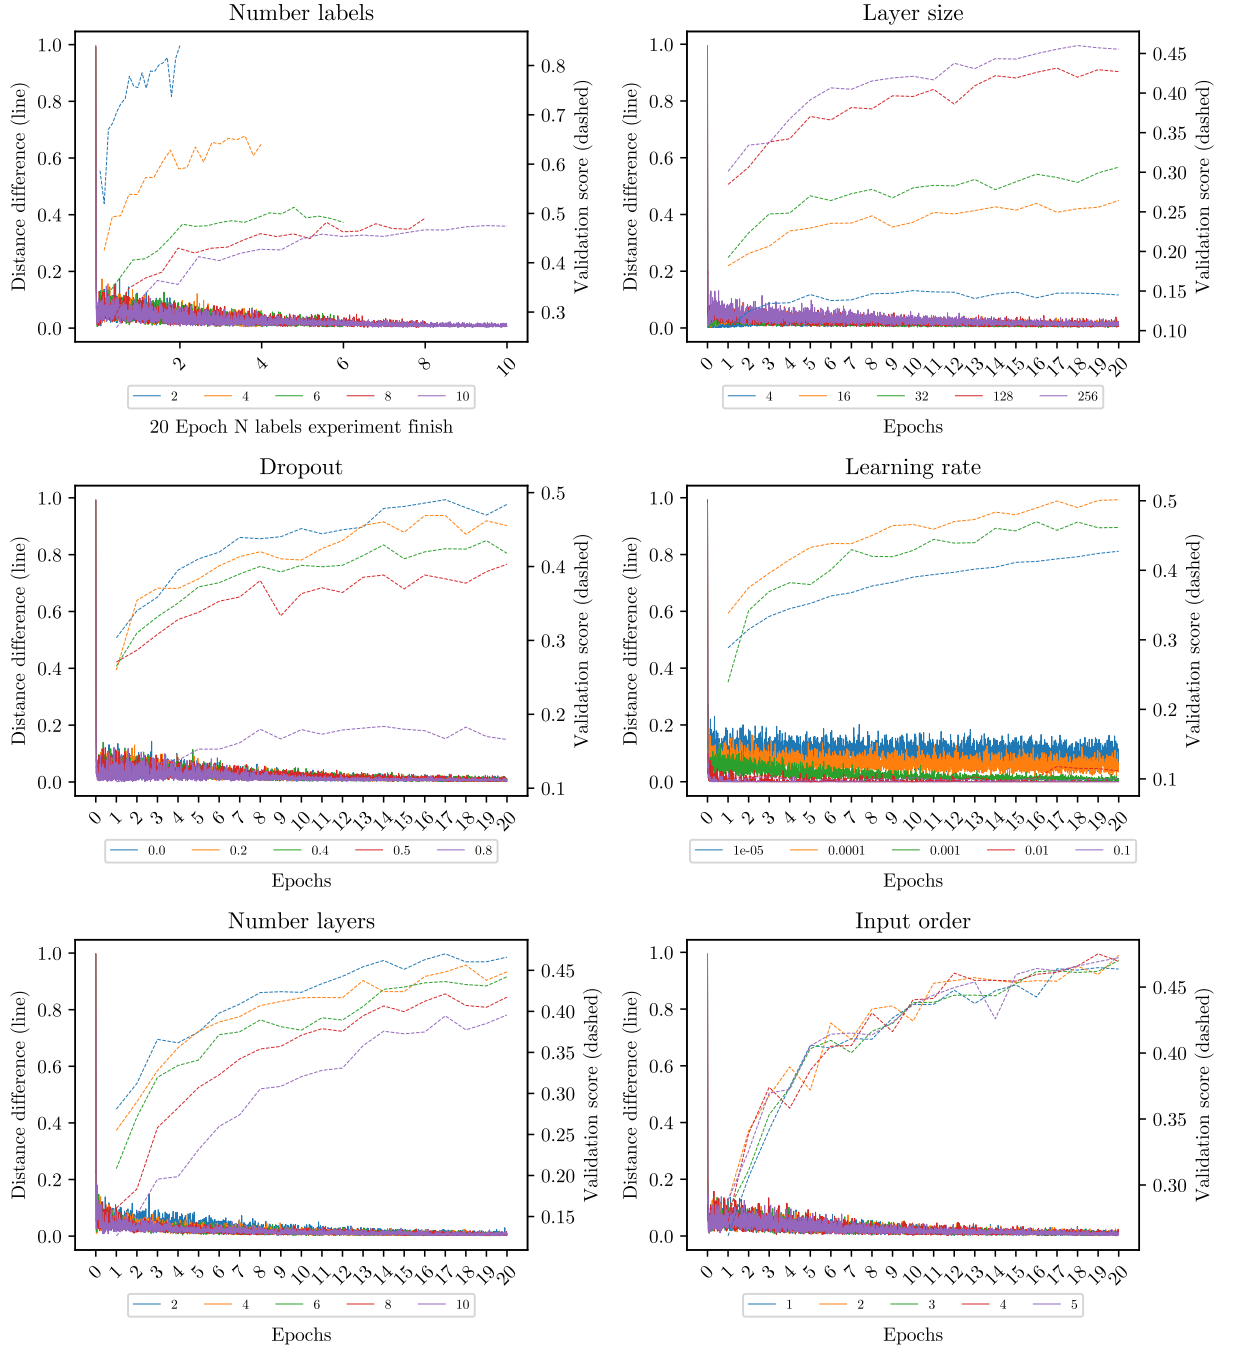 Number labels
Distance difference (line)
1.0
0.8
0.6
0.4
0.2
0.0
0.8
0.7
0.6
0.5
0.4
0.3
Validation score (dashed)
2 4 6 8 10
2 4 6 8 10
20 Epoch N labels experiment finish
Layer size
Distance difference (line)
1.0
0.8
0.6
0.4
0.2
0.0
0.45
0.40
0.35
0.30
0.25
0.20
0.15
0.10
Validation score (dashed)
0 1 2 3 4 5 6 7 8 9 10 11 12 13 14 15 16 17 18 19 20
4 16 32 128 256
Epochs
Dropout
Distance difference (line)
1.0
0.8
0.6
0.4
0.2
0.0
0.5
0.4
0.3
0.2
0.1
Validation score (dashed)
0 1 2 3 4 5 6 7 8 9 10 11 12 13 14 15 16 17 18 19 20
0.0 0.2 0.4 0.5 0.8
Epochs
Learning rate
Distance difference (line)
1.0
0.8
0.6
0.4
0.2
0.0
0.5
0.4
0.3
0.2
0.1
Validation score (dashed)
0 1 2 3 4 5 6 7 8 9 10 11 12 13 14 15 16 17 18 19 20
1e-05 0.0001 0.001 0.01 0.1
Epochs
Number layers
Distance difference (line)
1.0
0.8
0.6
0.4
0.2
0.0
0.45
0.40
0.35
0.30
0.25
0.20
0.15
Validation score (dashed)
0 1 2 3 4 5 6 7 8 9 10 11 12 13 14 15 16 17 18 19 20
2 4 6 8 10
Epochs
Input order
Distance difference (line)
1.0
0.8
0.6
0.4
0.2
0.0
0.45
0.40
0.35
0.30
Validation score (dashed)
0 1 2 3 4 5 6 7 8 9 10 11 12 13 14 15 16 17 18 19 20
1 2 3 4 5
Epochs